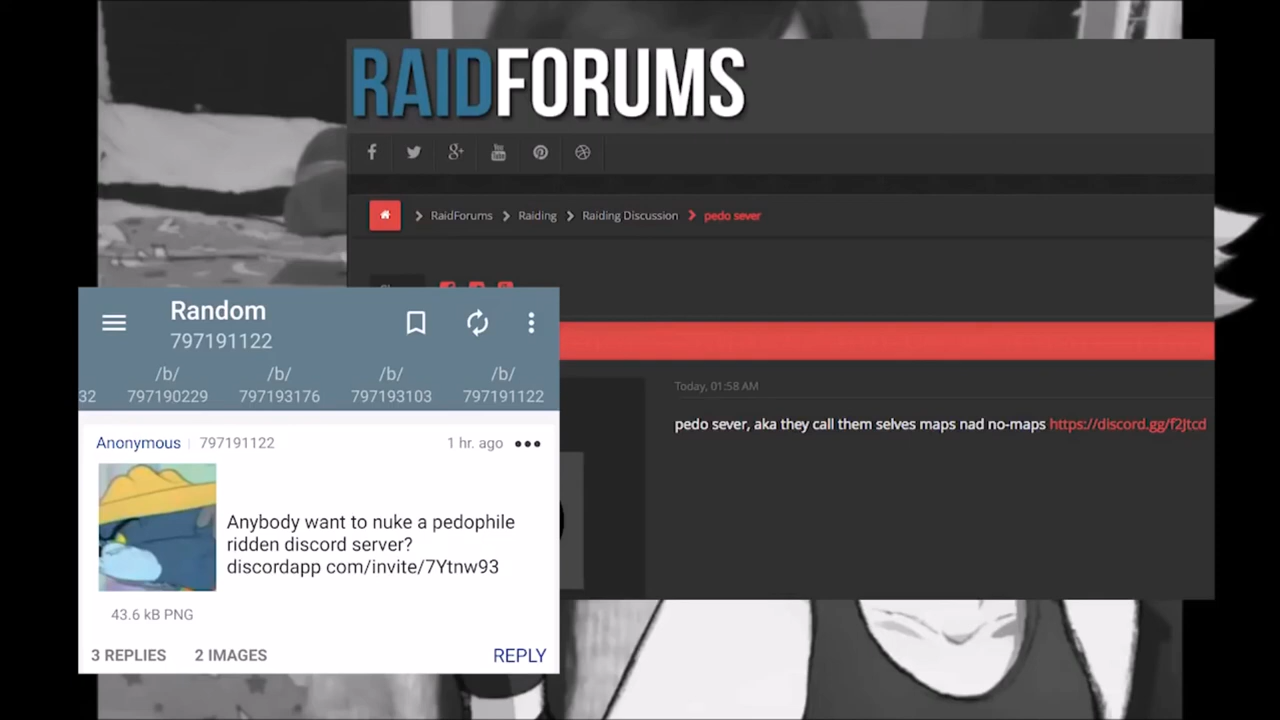 RAIDFORUMS
RaidForums Raiding Raiding Discussion pedo sever
Today, 01:58 AM
pedo sever, aka they call them selves maps nad no-maps https://discord.gg/f2Jtcd
Random
797191122
/b/ /b/ /b/ /b/
32 797190229 797193176 797193103 797191122
Anonymous 797191122 1 hr. ago
Anybody want to nuke a pedophile
ridden discord server?
discordapp com/invite/7Ytnw93
43.6 kB PNG
3 REPLIES 2 IMAGES REPLY